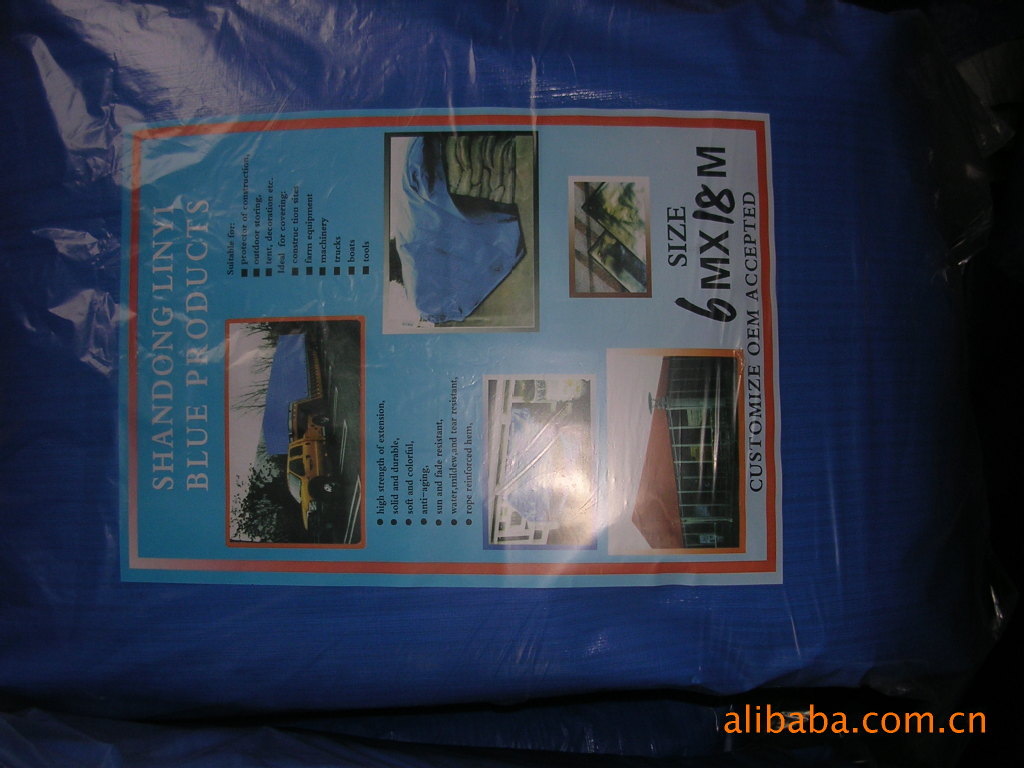 SHANDONG LINYI
BLUE PRODUCTS
Suitable for:
protector of construction,
outdoor storing,
tent, decoration etc.
Ideal for covering:
construction sites
farm equipment
machinery
trucks
boats
tools
high strength of extension,
solid and durable,
soft and colorful,
anti-aging,
sun and fade resistant,
water,mildew,and tear resistant,
rope reinforced hem,
SIZE
6MX18M
CUSTOMIZE OEM ACCEPTED
alibaba.com.cn